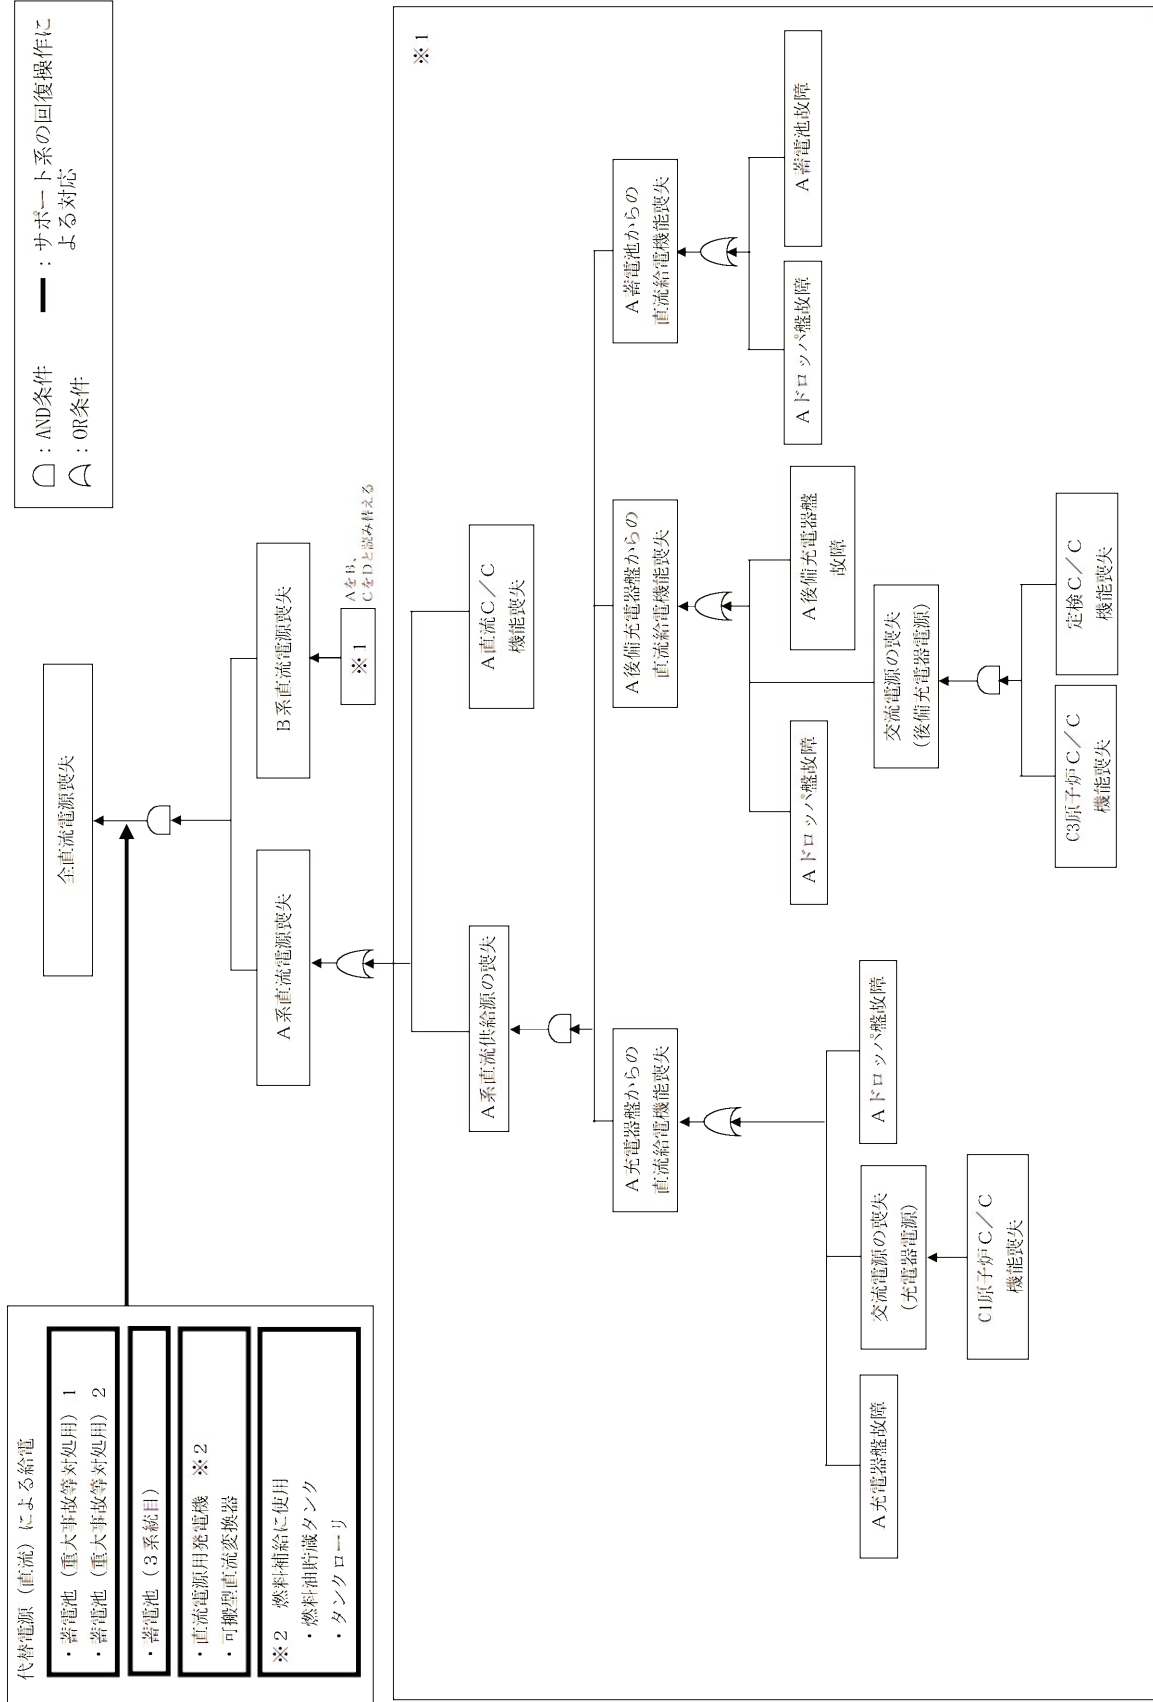 代替電源（直流）による給電
・蓄電池（重大事故等対処用）１
・蓄電池（重大事故等対処用）２
・蓄電池（３系統目）
・直流電源用発電機　※２
・可搬型直流変換器
※２　燃料補給に使用
・燃料油貯蔵タンク
・タンクローリ
：AND条件
：OR条件
：サポート系の回復操作に
よる対応
全直流電源喪失
Ａ系直流電源喪失
Ｂ系直流電源喪失
※１
AをB、
CをDと読み替える
※１
Ａ系直流供給源の喪失
Ａ直流Ｃ／Ｃ
機能喪失
Ａ充電器盤からの
直流給電機能喪失
Ａ後備充電器盤からの
直流給電機能喪失
Ａ蓄電池からの
直流給電機能喪失
Ａ充電器盤故障
交流電源の喪失
（充電器電源）
Ａドロッパ盤故障
C1原子炉Ｃ／Ｃ
機能喪失
Ａドロッパ盤故障
交流電源の喪失
（後備充電器電源）
Ａ後備充電器盤
故障
C3原子炉Ｃ／Ｃ
機能喪失
定検Ｃ／Ｃ
機能喪失
Ａドロッパ盤故障
Ａ蓄電池故障